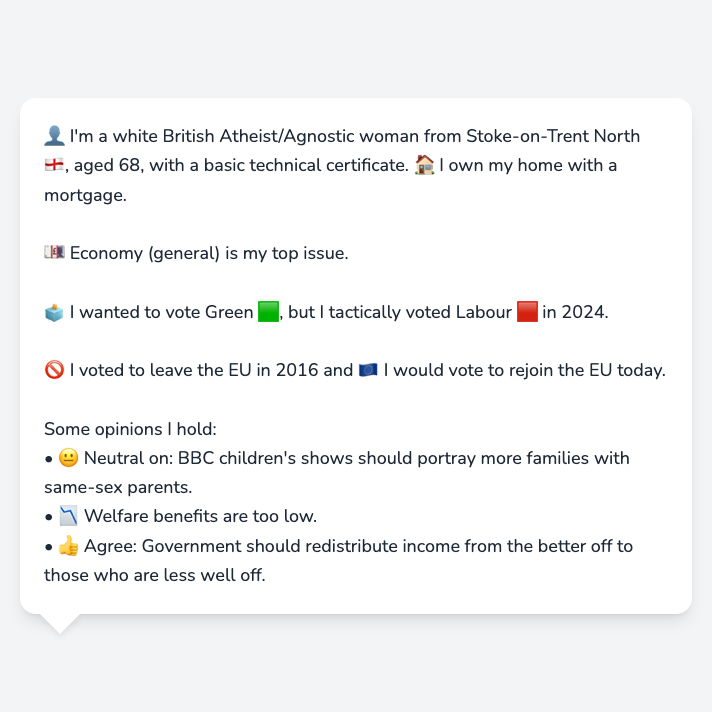 👤 I'm a white British Atheist/Agnostic woman from Stoke-on-Trent North
🏴󠁧󠁢󠁥󠁮󠁧󠁿, aged 68, with a basic technical certificate. 🏠 I own my home with a
mortgage.
💷 Economy (general) is my top issue.
🗳️ I wanted to vote Green 🟩, but I tactically voted Labour 🟥 in 2024.
🚫 I voted to leave the EU in 2016 and 🇪🇺 I would vote to rejoin the EU today.
Some opinions I hold:
• 😐 Neutral on: BBC children's shows should portray more families with
same-sex parents.
• 📉 Welfare benefits are too low.
• 👍 Agree: Government should redistribute income from the better off to
those who are less well off.